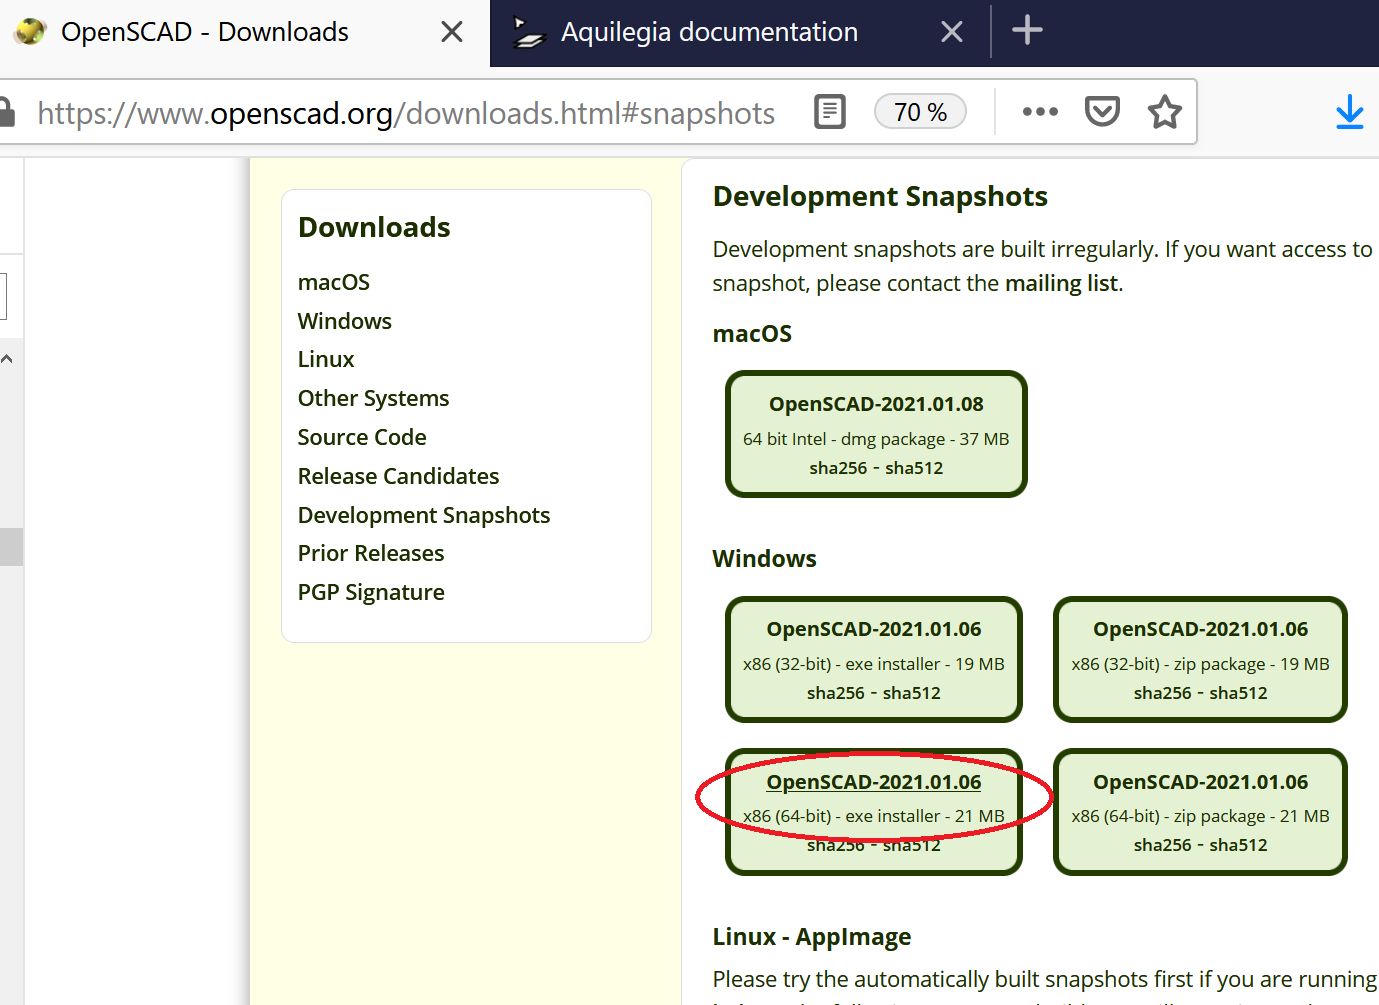 OpenSCAD - Downloads
Aquilegia documentation
https://www.openscad.org/downloads.html#snapshots
70 %
Downloads
macOS
Windows
Linux
Other Systems
Source Code
Release Candidates
Development Snapshots
Prior Releases
PGP Signature
Development Snapshots
Development snapshots are built irregularly. If you want access to
snapshot, please contact the mailing list.
macOS
OpenSCAD-2021.01.08
64 bit Intel - dmg package - 37 MB
sha256 - sha512
Windows
OpenSCAD-2021.01.06
x86 (32-bit) - exe installer - 19 MB
sha256 - sha512
OpenSCAD-2021.01.06
x86 (32-bit) - zip package - 19 MB
sha256 - sha512
OpenSCAD-2021.01.06
x86 (64-bit) - exe installer - 21 MB
sha256 - sha512
OpenSCAD-2021.01.06
x86 (64-bit) - zip package - 21 MB
sha256 - sha512
Linux - AppImage
Please try the automatically built snapshots first if you are running